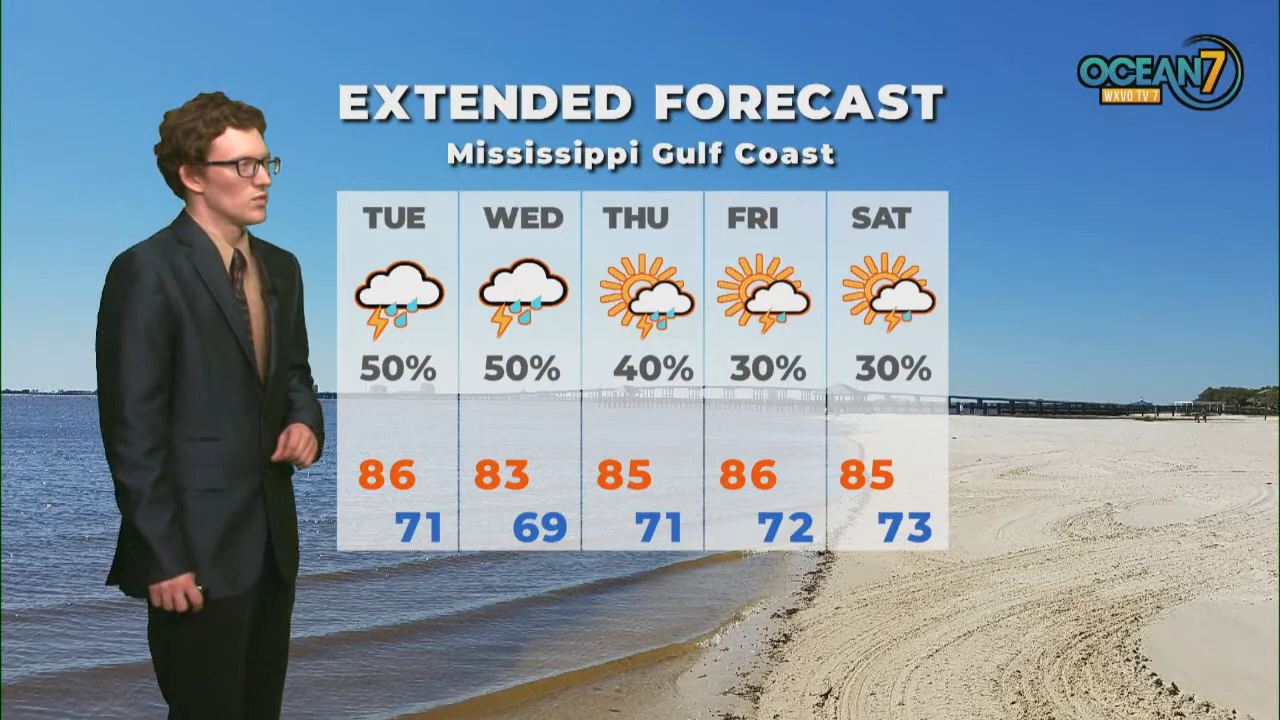 OCEAN7
WXVO TV 7
EXTENDED FORECAST
Mississippi Gulf Coast
TUE WED THU FRI SAT
50% 50% 40% 30% 30%
86 83 85 86 85
71 69 71 72 73